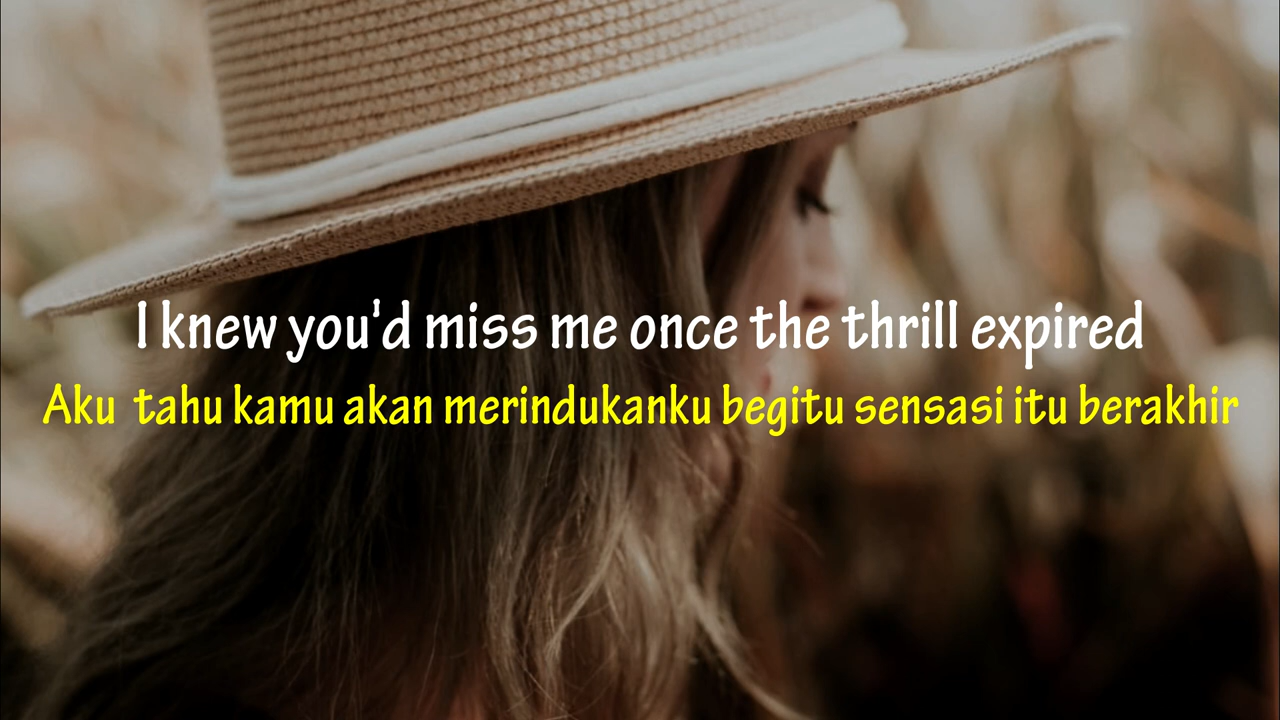 I knew you'd miss me once the thrill expired
Aku tahu kamu akan merindukanku begitu sensasi itu berakhir